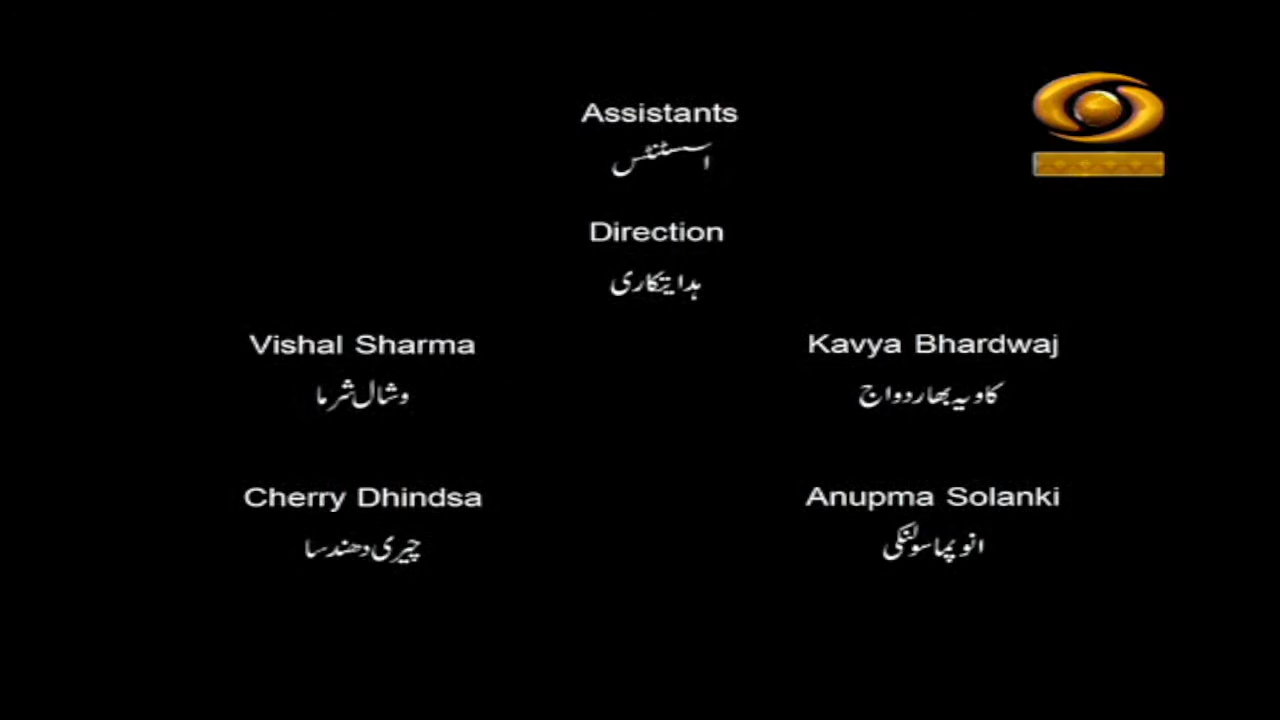 Assistants
اسسٹنٹس
Direction
ہدایتکاری
Vishal Sharma
وشال شرما
Kavya Bhardwaj
کاویہ بھاردواج
Cherry Dhindsa
چیری دھندسا
Anupma Solanki
انوپما سولنکی